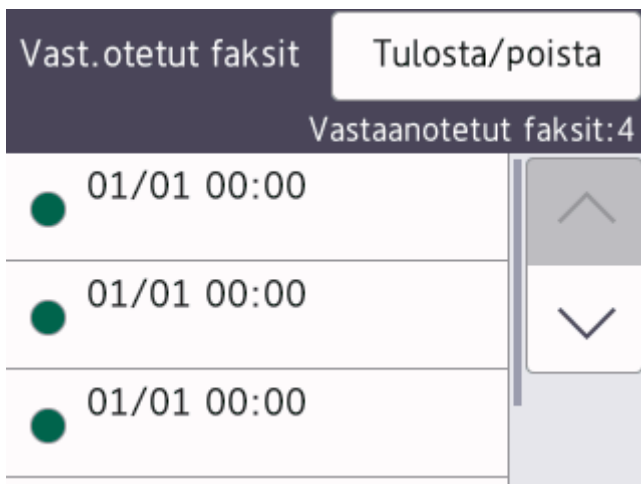 Vast.otetut faksit
Tulosta/poista
Vastaanotetut faksit:4
01/01 00:00
01/01 00:00
01/01 00:00